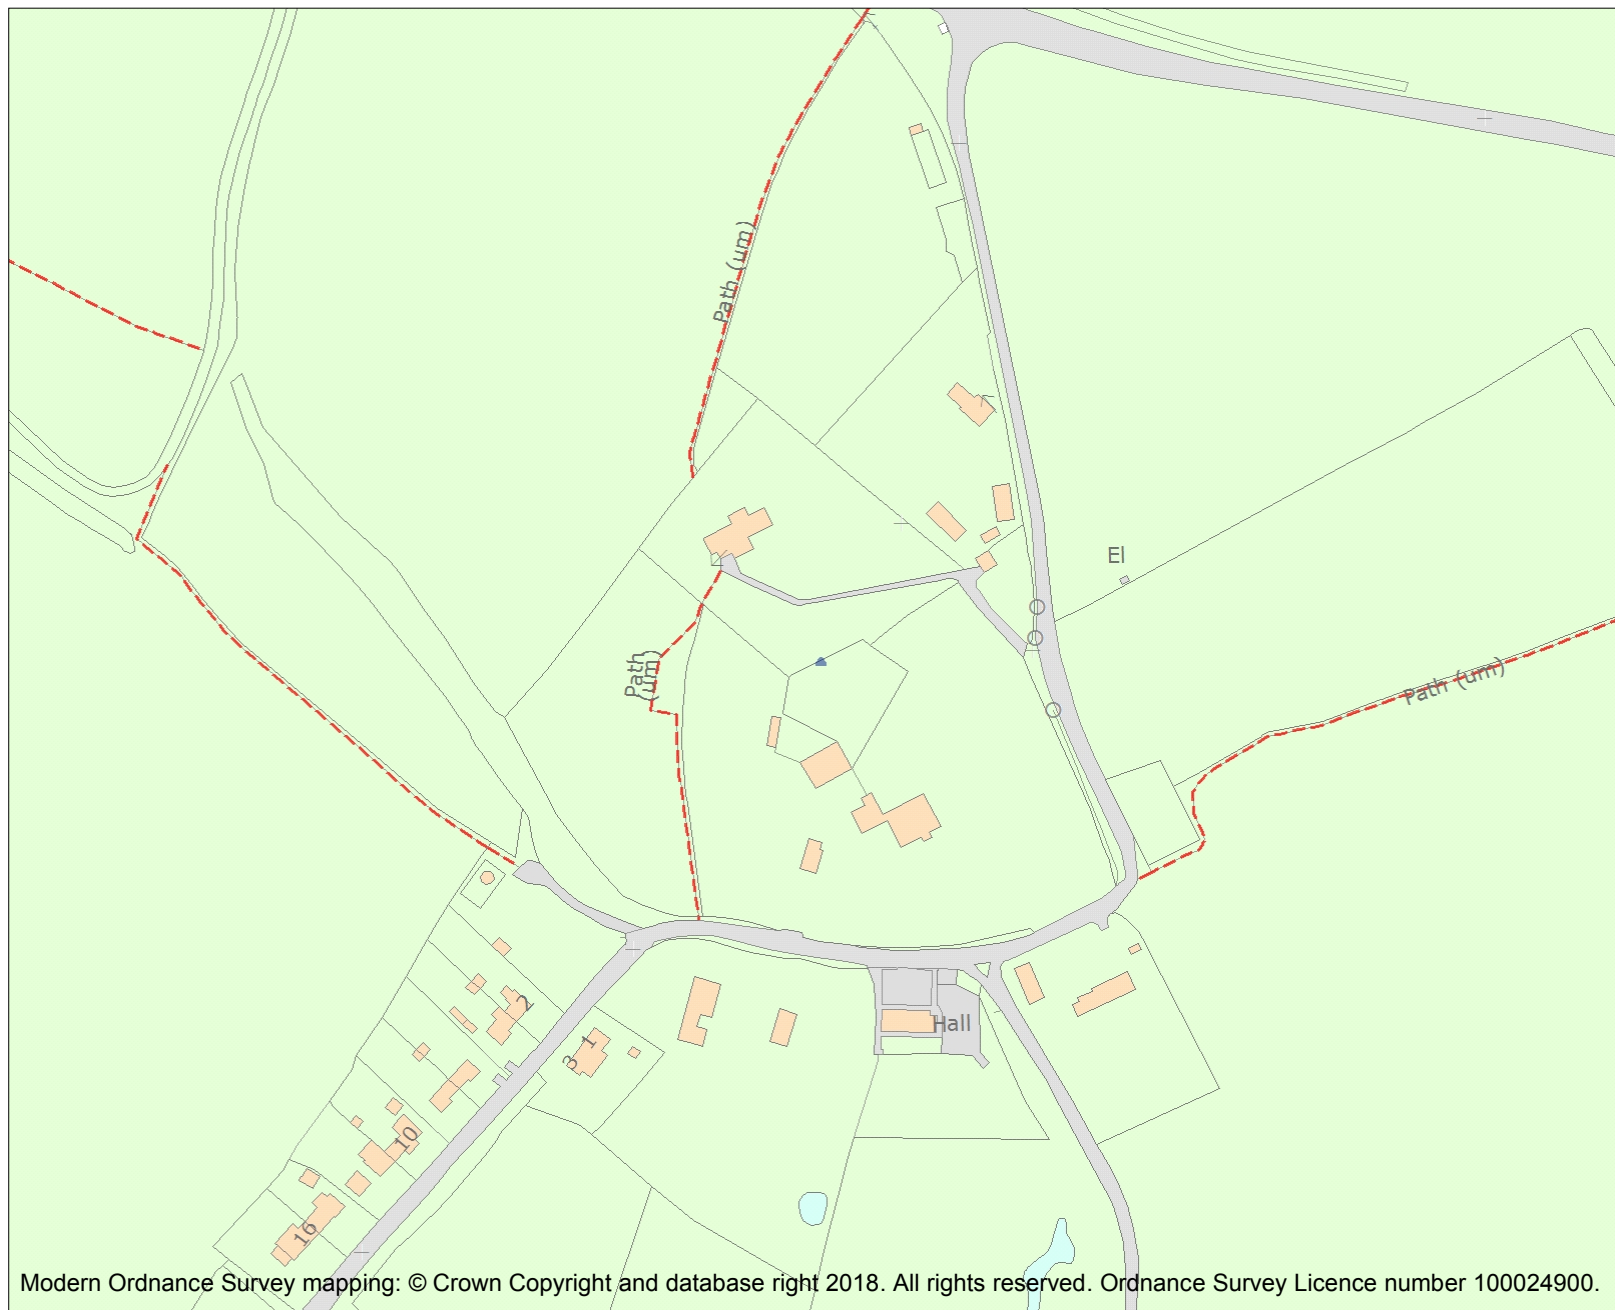 Path (um)
El
Path
(um)
Path (um)
2
Hall
3 1
10
16
Modern Ordnance Survey mapping: © Crown Copyright and database right 2018. All rights reserved. Ordnance Survey Licence number 100024900.